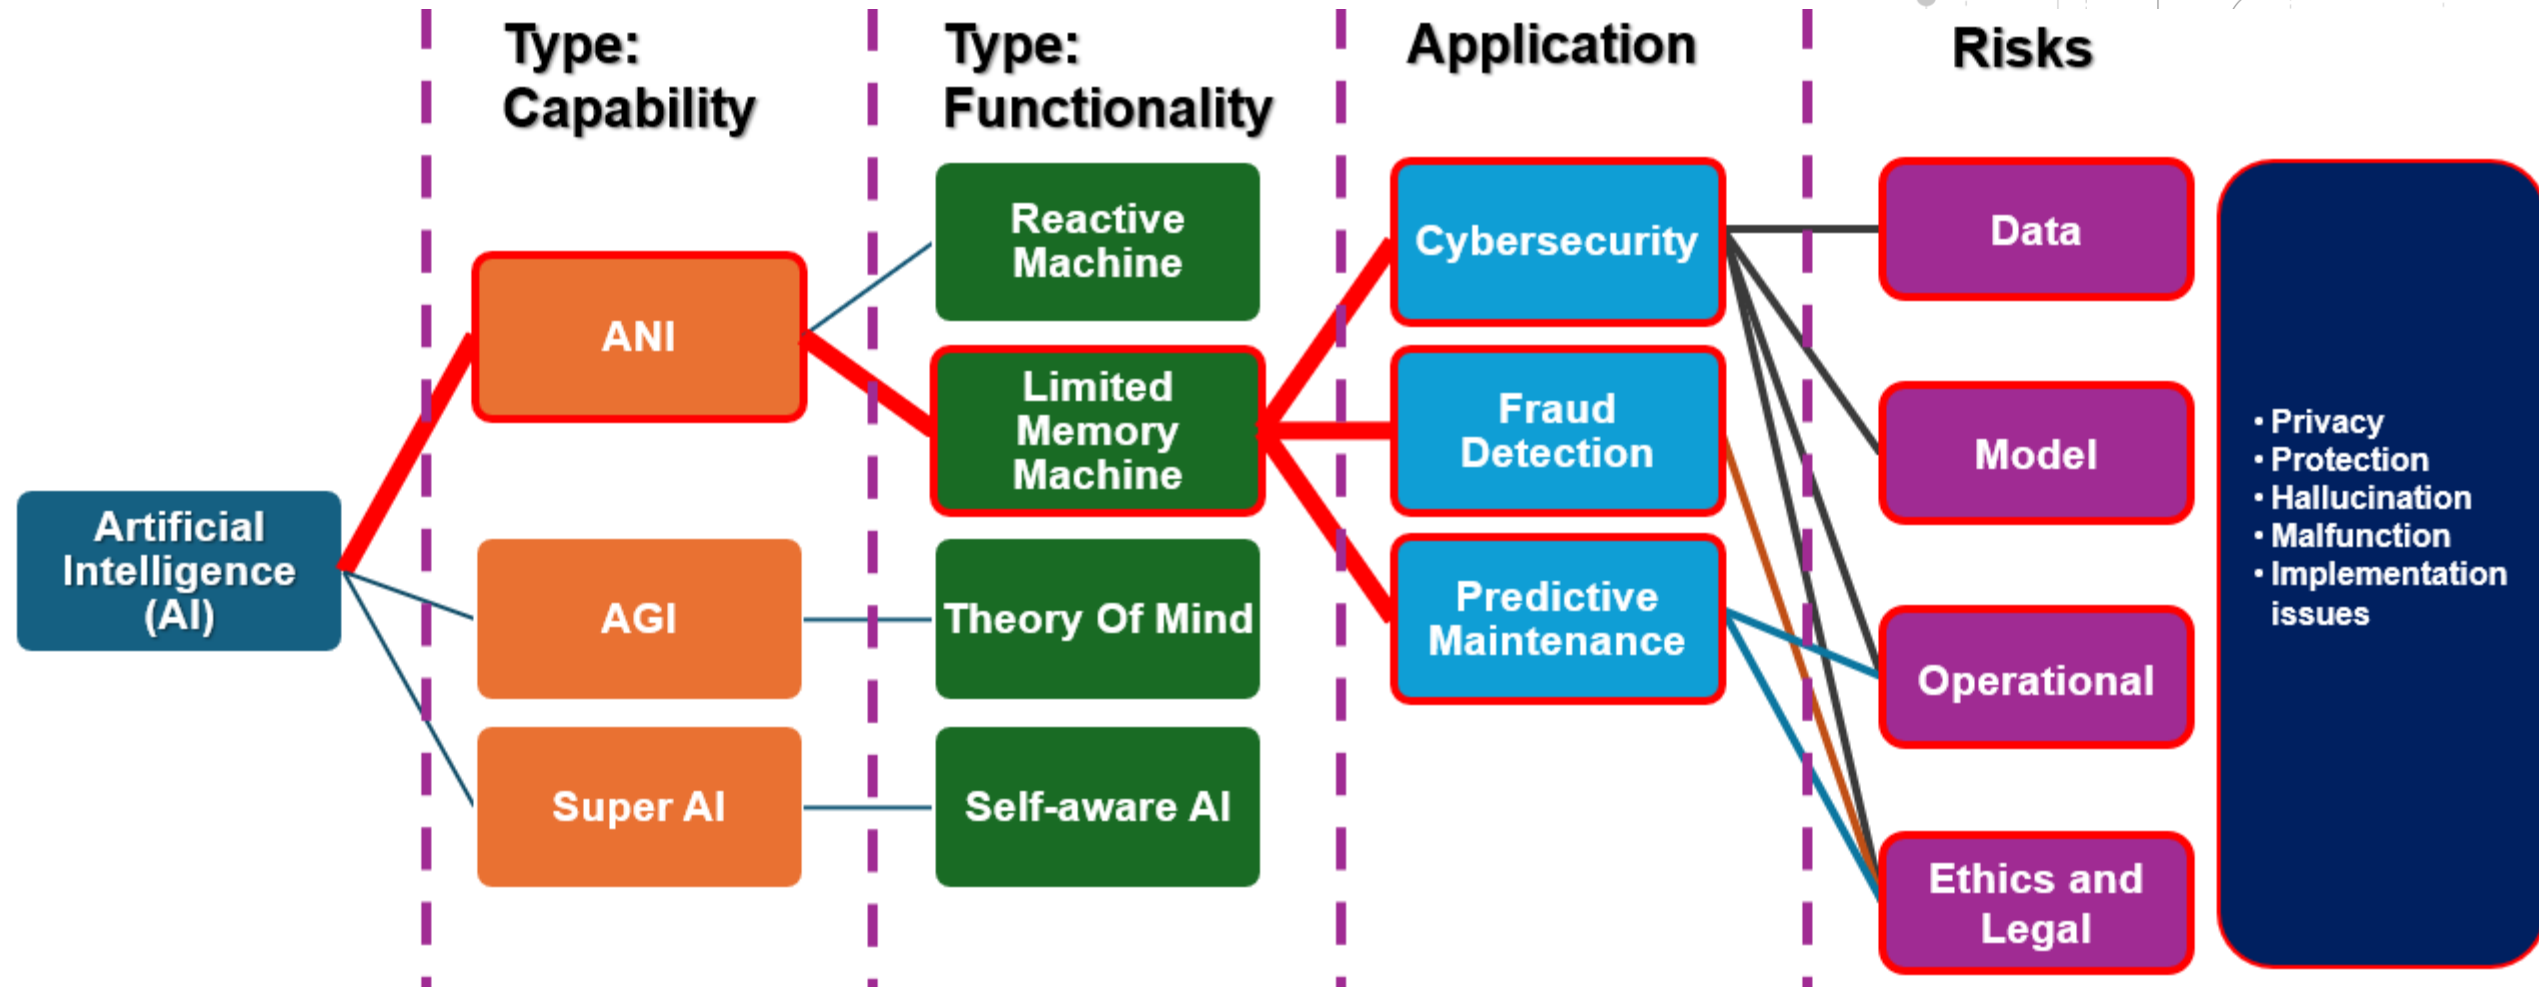 Type:
Capability
Type:
Functionality
Application
Risks
Artificial
Intelligence
(AI)
ANI
AGI
Super AI
Reactive
Machine
Limited
Memory
Machine
Theory Of Mind
Self-aware AI
Cybersecurity
Fraud
Detection
Predictive
Maintenance
Data
Model
Operational
Ethics and
Legal
• Privacy
• Protection
• Hallucination
• Malfunction
• Implementation
issues